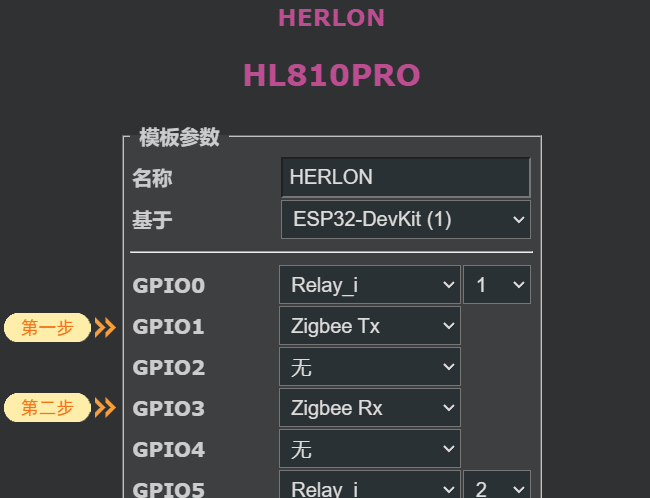 HERLON
HL810PRO
模板参数
名称 HERLON
基于 ESP32-DevKit (1)
GPIO0 Relay_i 1
第一步 GPIO1 Zigbee Tx
GPIO2 无
第二步 GPIO3 Zigbee Rx
GPIO4 无
GPIO5 Relay_i 2